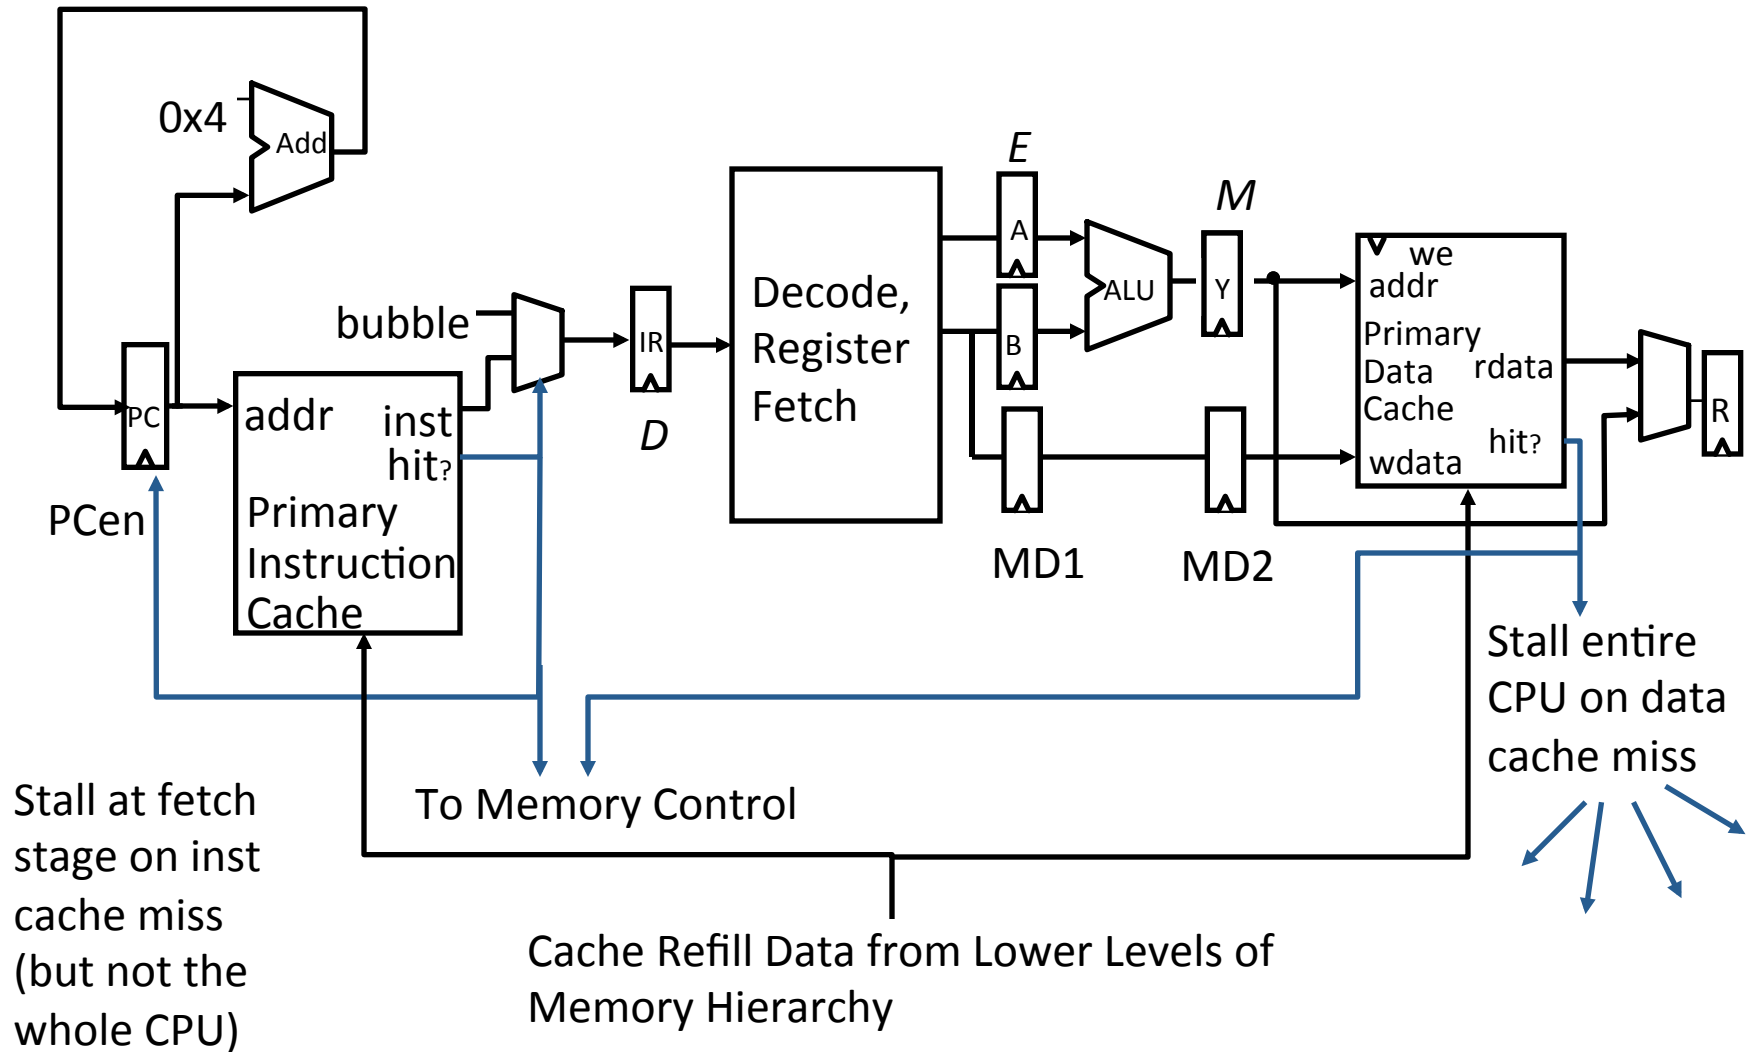 0x4
Add
E
M
A
we
addr
bubble
IR
Decode,
Register
Fetch
ALU
Y
B
Primary
Data
Cache
rdata
PC
addr
inst
hit?
D
R
hit?
wdata
PCen
Primary
Instruction
Cache
MD1
MD2
Stall entire
CPU on data
cache miss
Stall at fetch
stage on inst
cache miss
(but not the
whole CPU)
To Memory Control
Cache Refill Data from Lower Levels of
Memory Hierarchy